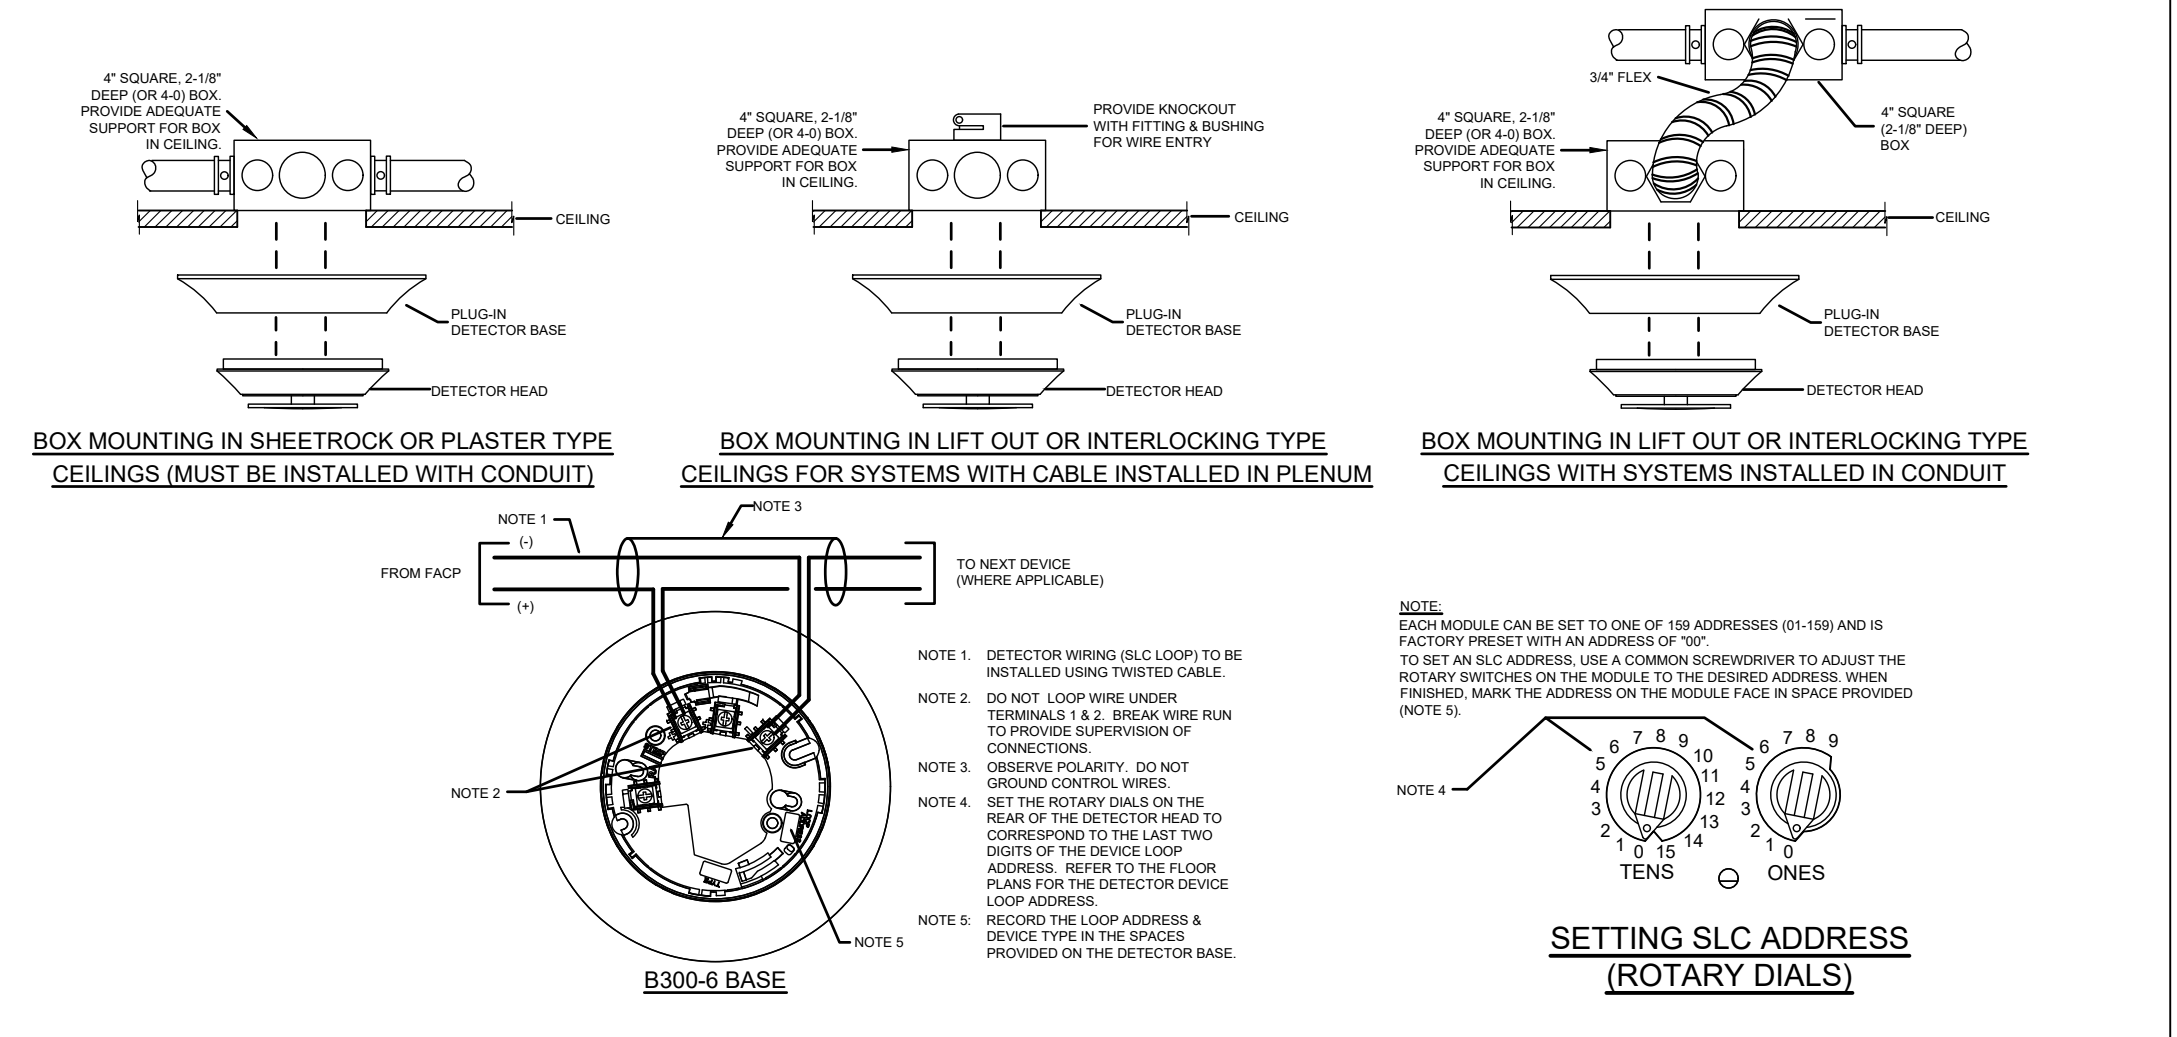 4" SQUARE, 2-1/8"
DEEP (OR 4-0) BOX.
PROVIDE ADEQUATE
SUPPORT FOR BOX
IN CEILING.
CEILING
PLUG-IN
DETECTOR BASE
DETECTOR HEAD
BOX MOUNTING IN SHEETROCK OR PLASTER TYPE
CEILINGS (MUST BE INSTALLED WITH CONDUIT)
4" SQUARE, 2-1/8"
DEEP (OR 4-0) BOX.
PROVIDE ADEQUATE
SUPPORT FOR BOX
IN CEILING.
PROVIDE KNOCKOUT
WITH FITTING & BUSHING
FOR WIRE ENTRY
CEILING
PLUG-IN
DETECTOR BASE
DETECTOR HEAD
BOX MOUNTING IN LIFT OUT OR INTERLOCKING TYPE
CEILINGS FOR SYSTEMS WITH CABLE INSTALLED IN PLENUM
3/4" FLEX
4" SQUARE
(2-1/8" DEEP)
BOX
4" SQUARE, 2-1/8"
DEEP (OR 4-0) BOX.
PROVIDE ADEQUATE
SUPPORT FOR BOX
IN CEILING.
CEILING
PLUG-IN
DETECTOR BASE
DETECTOR HEAD
BOX MOUNTING IN LIFT OUT OR INTERLOCKING TYPE
CEILINGS WITH SYSTEMS INSTALLED IN CONDUIT
NOTE 3
NOTE 1
(-)
FROM FACP
(+)
TO NEXT DEVICE
(WHERE APPLICABLE)
NOTE 2
NOTE 5
B300-6 BASE
NOTE 1. DETECTOR WIRING (SLC LOOP) TO BE
INSTALLED USING TWISTED CABLE.
NOTE 2. DO NOT LOOP WIRE UNDER
TERMINALS 1 & 2. BREAK WIRE RUN
TO PROVIDE SUPERVISION OF
CONNECTIONS.
NOTE 3. OBSERVE POLARITY. DO NOT
GROUND CONTROL WIRES.
NOTE 4. SET THE ROTARY DIALS ON THE
REAR OF THE DETECTOR HEAD TO
CORRESPOND TO THE LAST TWO
DIGITS OF THE DEVICE LOOP
ADDRESS. REFER TO THE FLOOR
PLANS FOR THE DETECTOR DEVICE
LOOP ADDRESS.
NOTE 5: RECORD THE LOOP ADDRESS &
DEVICE TYPE IN THE SPACES
PROVIDED ON THE DETECTOR BASE.
NOTE:
EACH MODULE CAN BE SET TO ONE OF 159 ADDRESSES (01-159) AND IS
FACTORY PRESET WITH AN ADDRESS OF "00".
TO SET AN SLC ADDRESS, USE A COMMON SCREWDRIVER TO ADJUST THE
ROTARY SWITCHES ON THE MODULE TO THE DESIRED ADDRESS. WHEN
FINISHED, MARK THE ADDRESS ON THE MODULE FACE IN SPACE PROVIDED
(NOTE 5).
NOTE 4
0 1 2 3 4 5 6 7 8 9 10 11 12 13 14 15
TENS
0 1 2 3 4 5 6 7 8 9
ONES
SETTING SLC ADDRESS
(ROTARY DIALS)